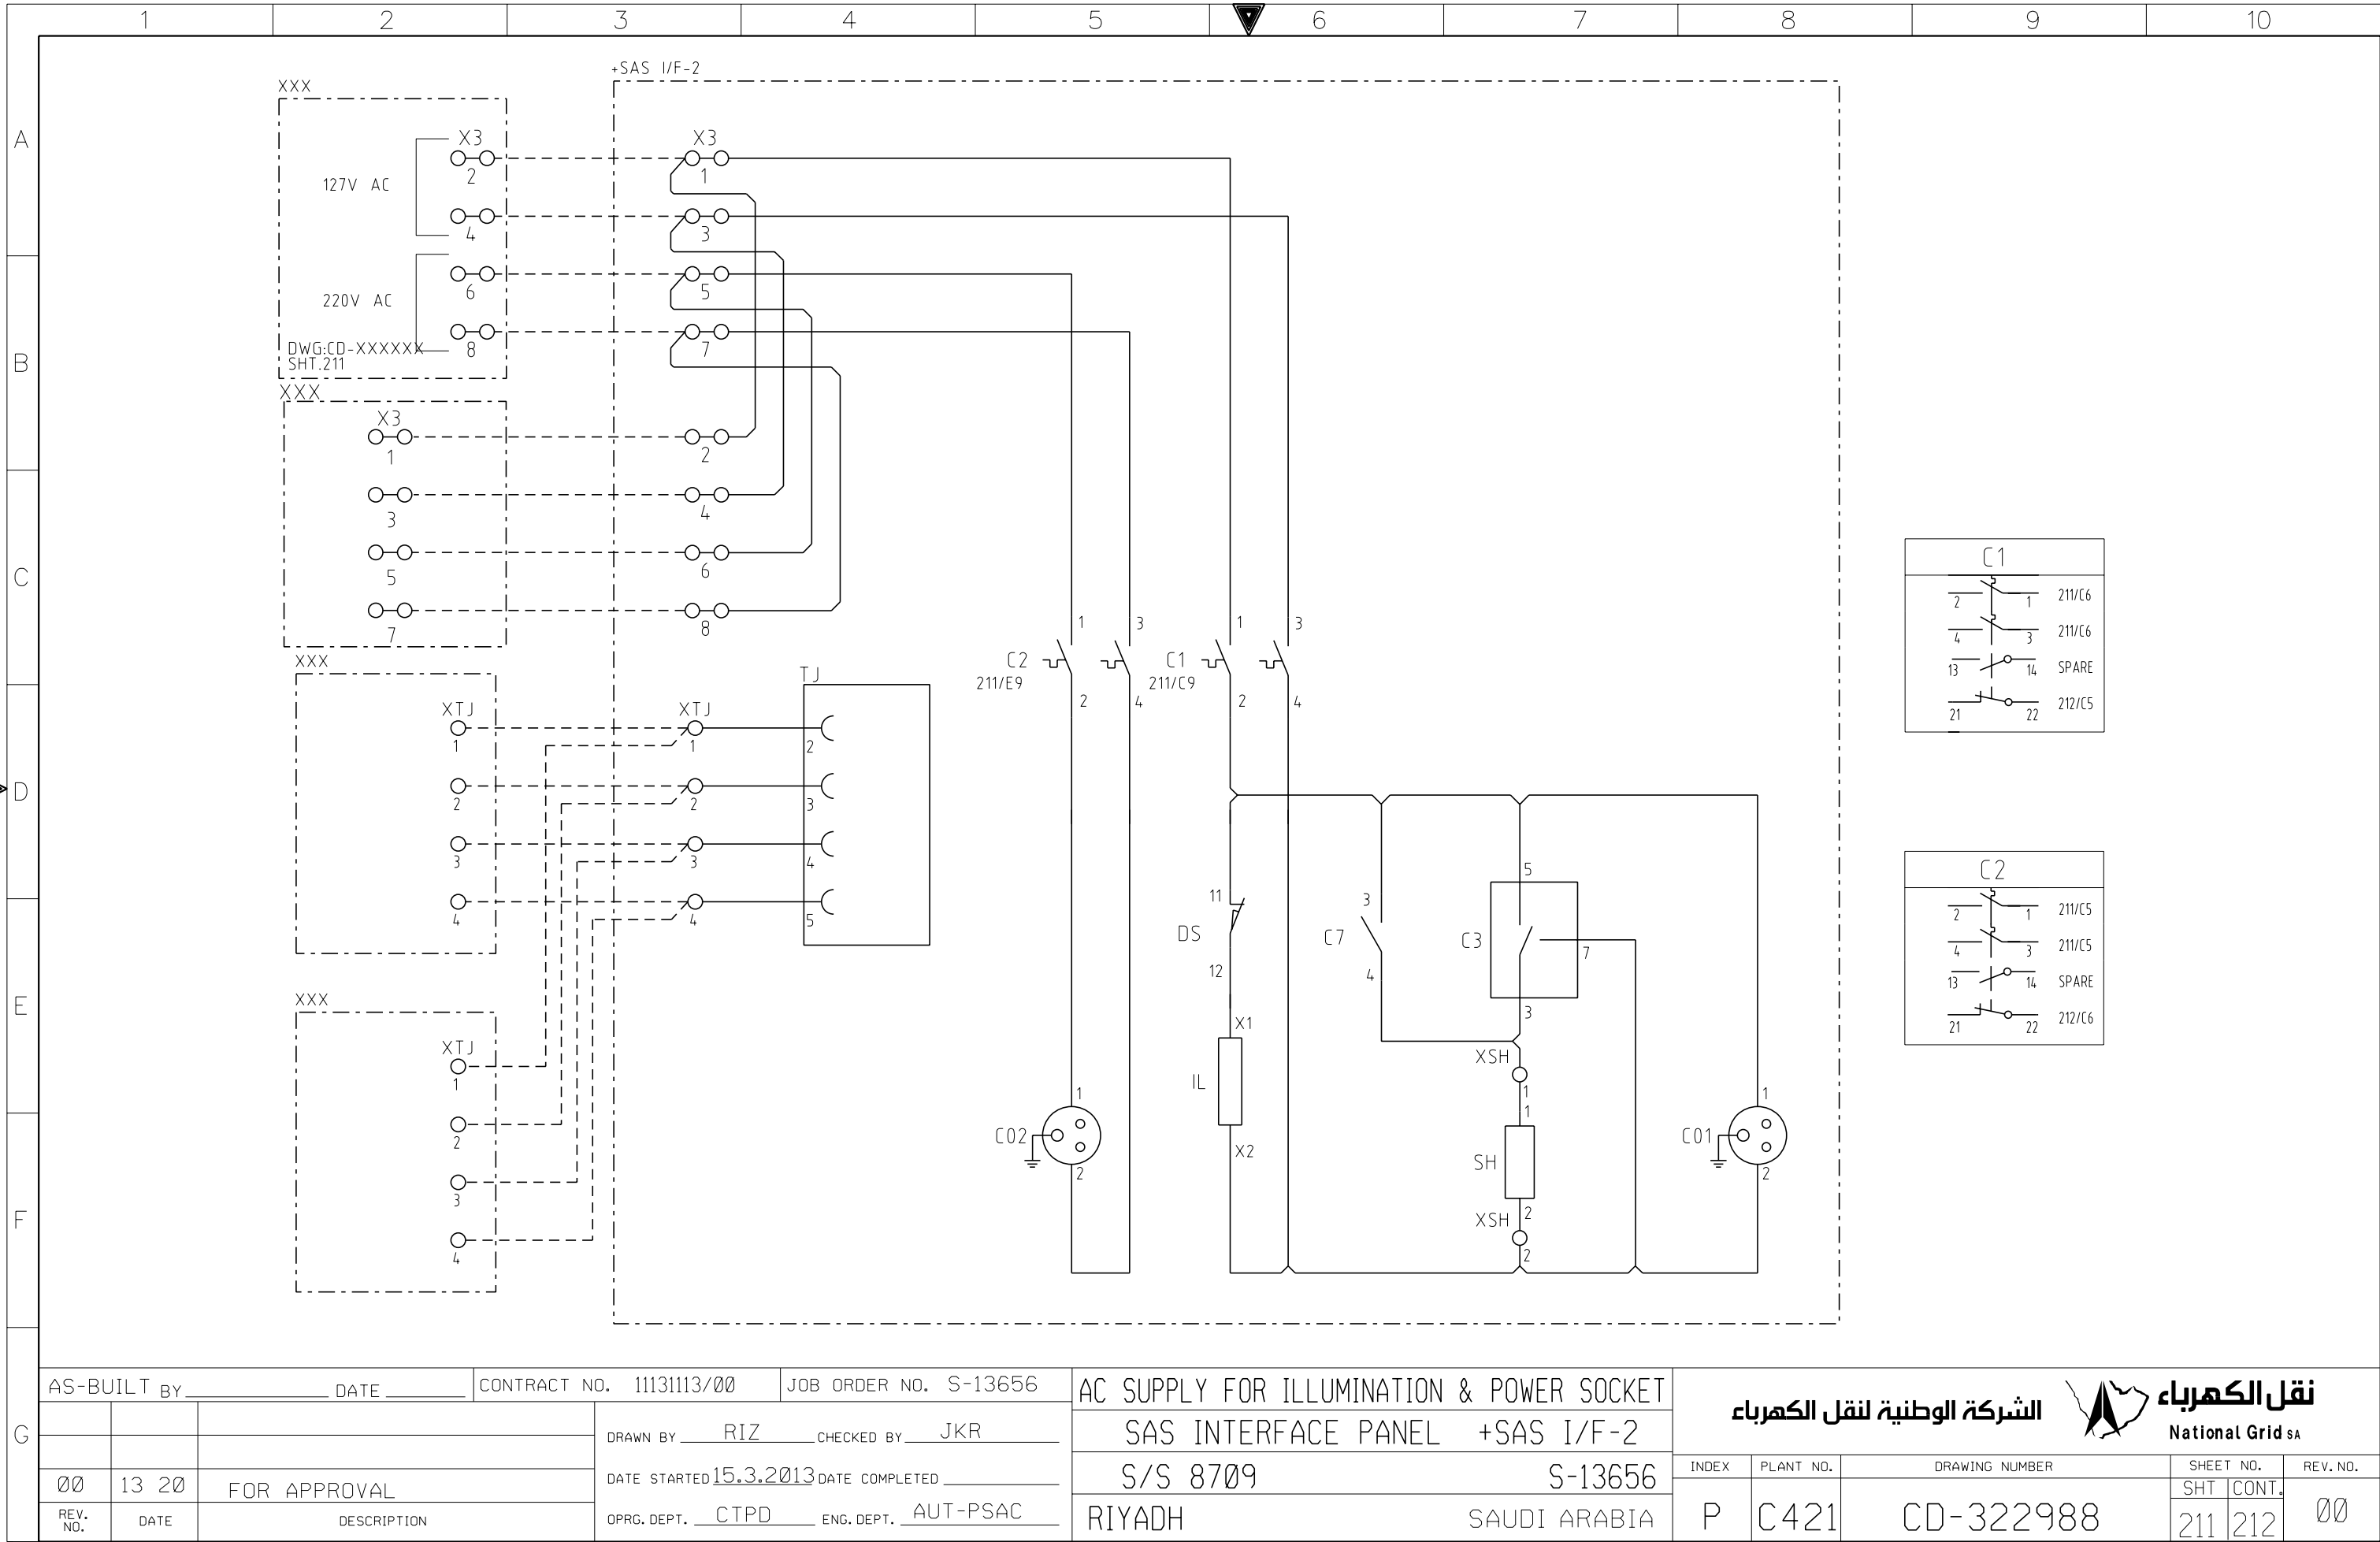 1 2 3 4 5 6 7 8 9 10
A
B
C
D
E
F
G
+SAS I/F-2
XXX
X3
2
127V AC
4
6
220V AC
8
DWG:CD-XXXXXX
SHT.211
X3
1
3
5
7
XXX
X3
1
3
5
7
2
4
6
8
XXX
XTJ
1
2
3
4
XTJ
1
2
3
4
TJ
2
3
4
5
XXX
XTJ
1
2
3
4
C2
211/E9
1
2
3
4
C1
211/C9
1
2
3
4
C02
1
2
DS
11
12
IL
X1
X2
C7
3
4
C3
5
7
3
XSH
1
1
SH
2
XSH
2
C01
1
2
C1
2 1 211/C6
4 3 211/C6
13 14 SPARE
21 22 212/C5
C2
2 1 211/C5
4 3 211/C5
13 14 SPARE
21 22 212/C6
AS-BUILT BY DATE
CONTRACT NO. 11131113/00
JOB ORDER NO. S-13656
00 13 20 FOR APPROVAL
REV. NO. DATE DESCRIPTION
DRAWN BY RIZ CHECKED BY JKR
DATE STARTED 15.3.2013 DATE COMPLETED
OPRG. DEPT. CTPD ENG. DEPT. AUT-PSAC
AC SUPPLY FOR ILLUMINATION & POWER SOCKET
SAS INTERFACE PANEL +SAS I/F-2
S/S 8709 S-13656
RIYADH SAUDI ARABIA
الشركة الوطنية لنقل الكهرباء
نقل الكهرباء
National Grid SA
INDEX PLANT NO. DRAWING NUMBER SHEET NO. REV. NO.
SHT CONT.
P C421 CD-322988 211 212 00